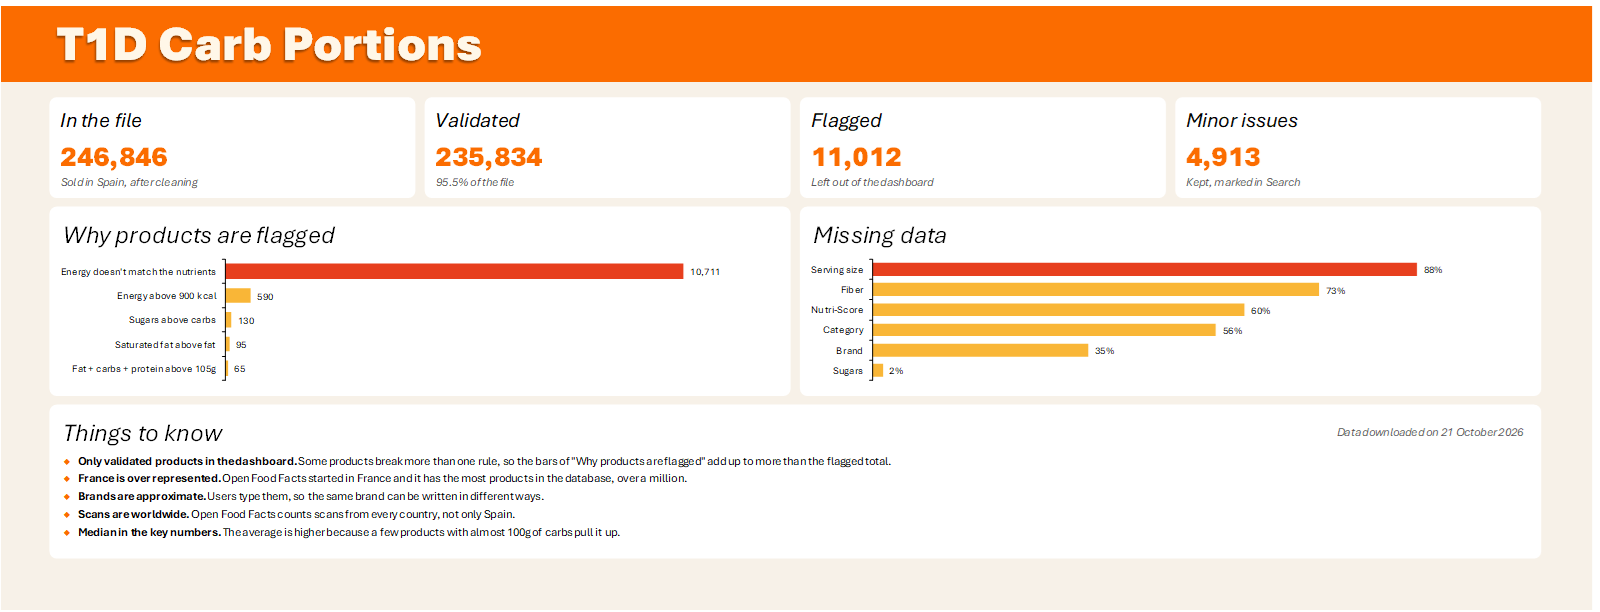 T1D Carb Portions
In the file
246,846
Sold in Spain, after cleaning
Validated
235,834
95.5% of the file
Flagged
11,012
Left out of the dashboard
Minor issues
4,913
Kept, marked in Search
Why products are flagged
Energy doesn't match the nutrients 10,711
Energy above 900 kcal 590
Sugars above carbs 130
Saturated fat above fat 95
Fat + carbs + protein above 105g 65
Missing data
Serving size 88%
Fiber 73%
Nutri-Score 60%
Category 56%
Brand 35%
Sugars 2%
Things to know
Data downloaded on 21 October 2026
Only validated products in the dashboard. Some products break more than one rule, so the bars of "Why products are flagged" add up to more than the flagged total.
France is overrepresented. Open Food Facts started in France and it has the most products in the database, over a million.
Brands are approximate. Users type them, so the same brand can be written in different ways.
Scans are worldwide. Open Food Facts counts scans from every country, not only Spain.
Median in the key numbers. The average is higher because a few products with almost 100g of carbs pull it up.